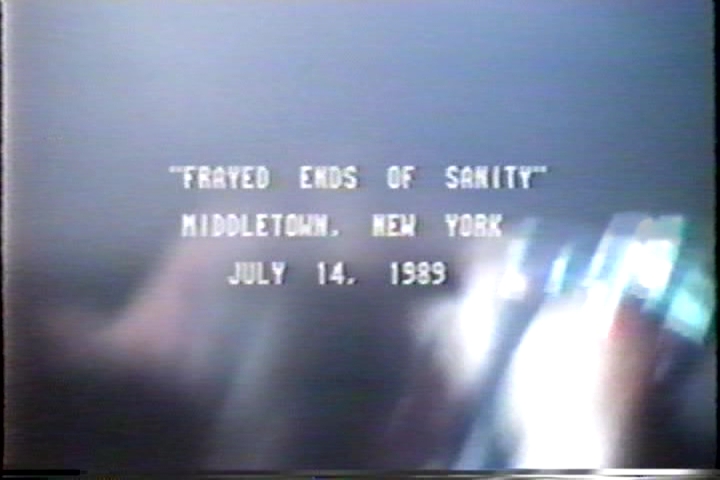 "FRAYED ENDS OF SANITY"
MIDDLETOWN, NEW YORK
JULY 14, 1989